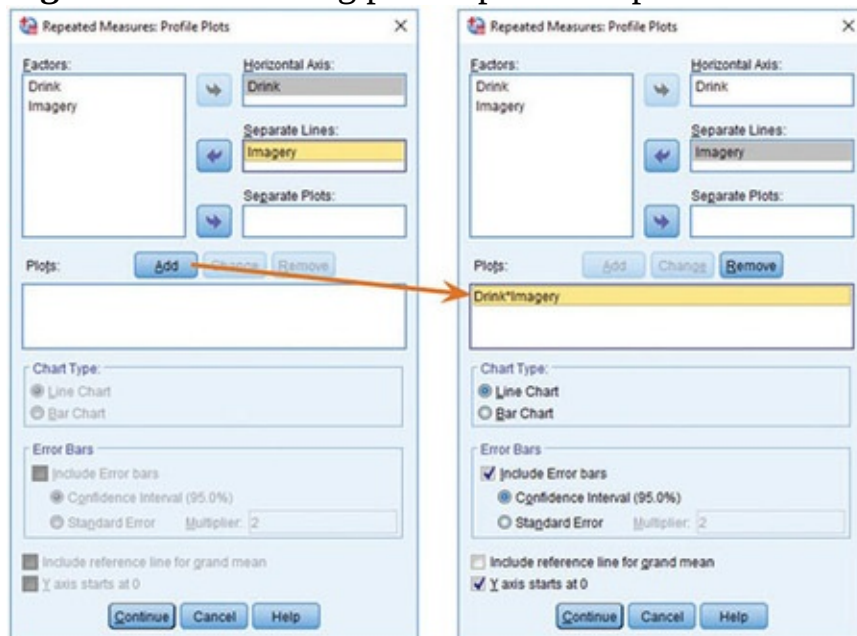 Repeated Measures: Profile Plots
Factors:
Drink
Imagery
Horizontal Axis:
Drink
Separate Lines:
Imagery
Separate Plots:
Plots:
Add
Change
Remove
Chart Type:
Line Chart
Bar Chart
Error Bars
Include Error bars
Confidence Interval (95.0%)
Standard Error
Multiplier: 2
Include reference line for grand mean
Y axis starts at 0
Continue
Cancel
Help
Repeated Measures: Profile Plots
Factors:
Drink
Imagery
Horizontal Axis:
Drink
Separate Lines:
Imagery
Separate Plots:
Plots:
Add
Change
Remove
Drink*Imagery
Chart Type:
Line Chart
Bar Chart
Error Bars
Include Error bars
Confidence Interval (95.0%)
Standard Error
Multiplier: 2
Include reference line for grand mean
Y axis starts at 0
Continue
Cancel
Help